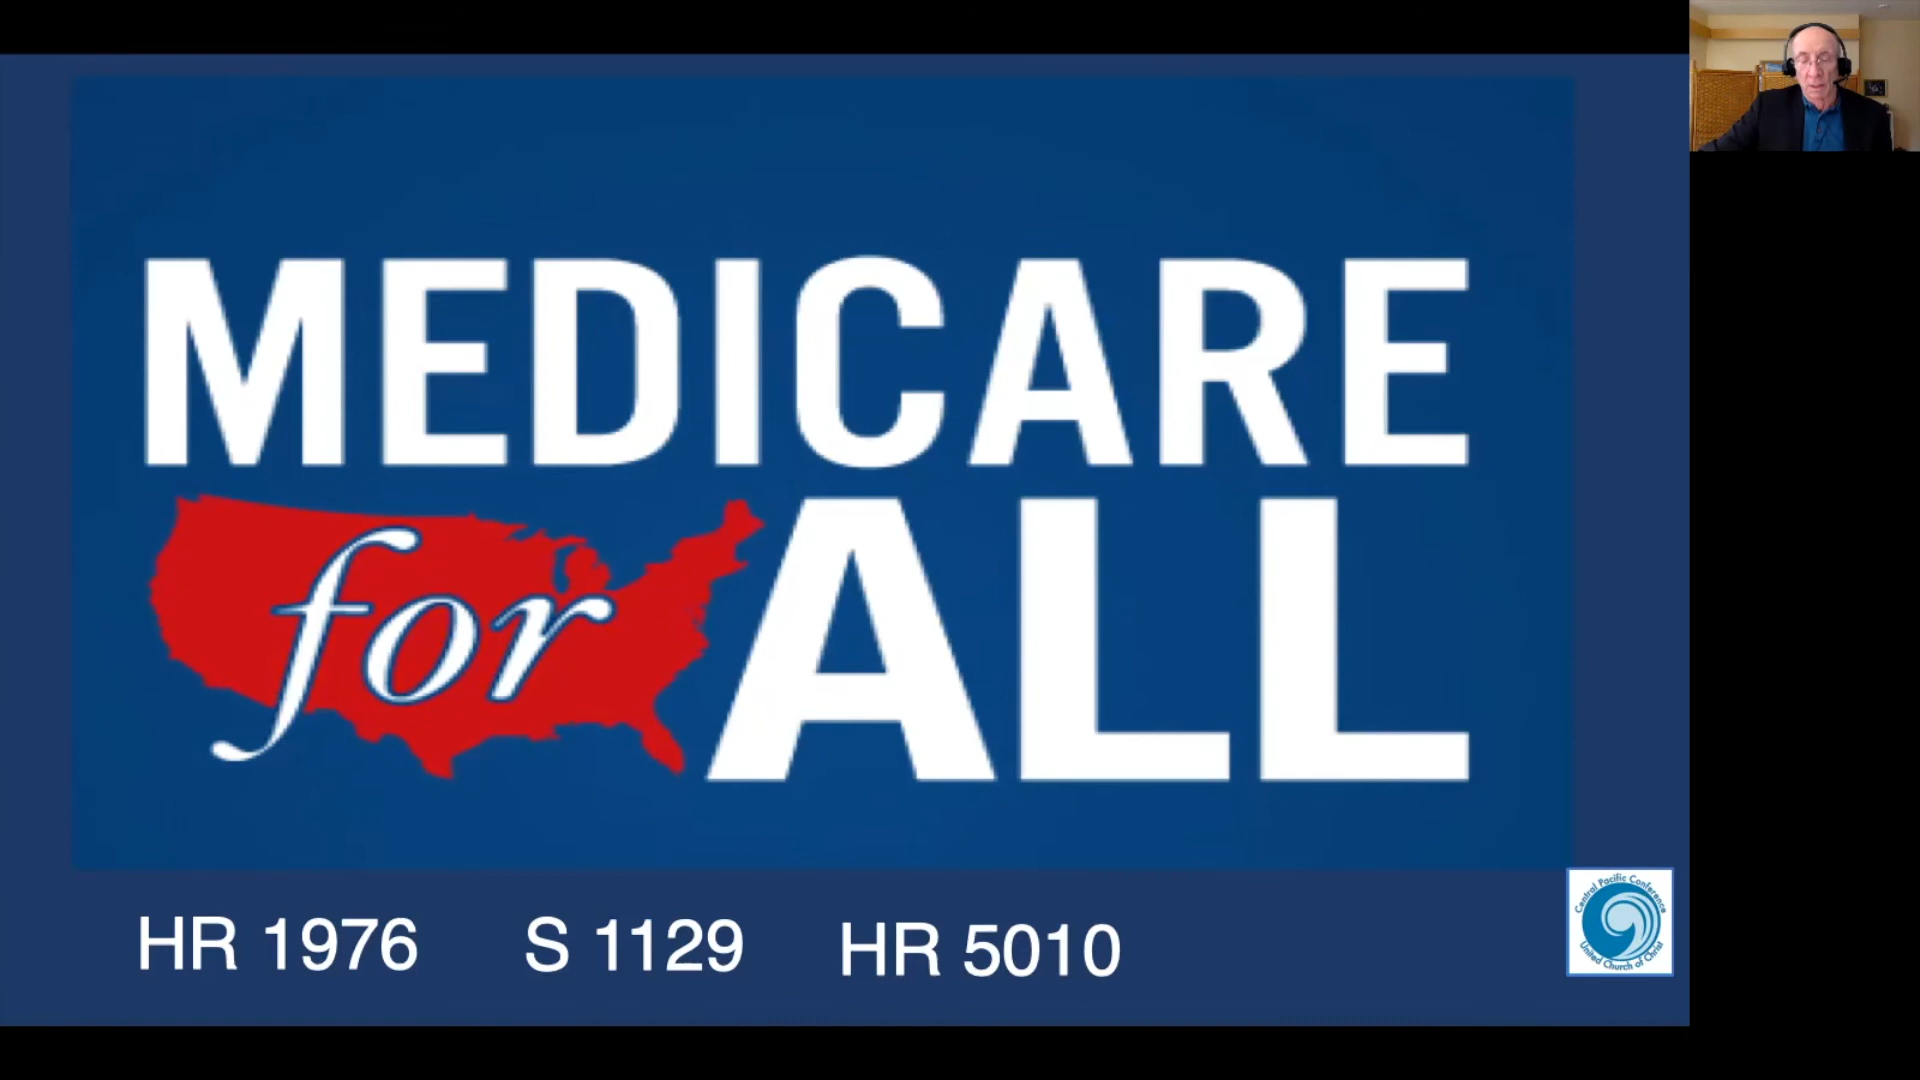 MEDICARE
for ALL
HR 1976 S 1129 HR 5010
Central Pacific Conference
United Church of Christ